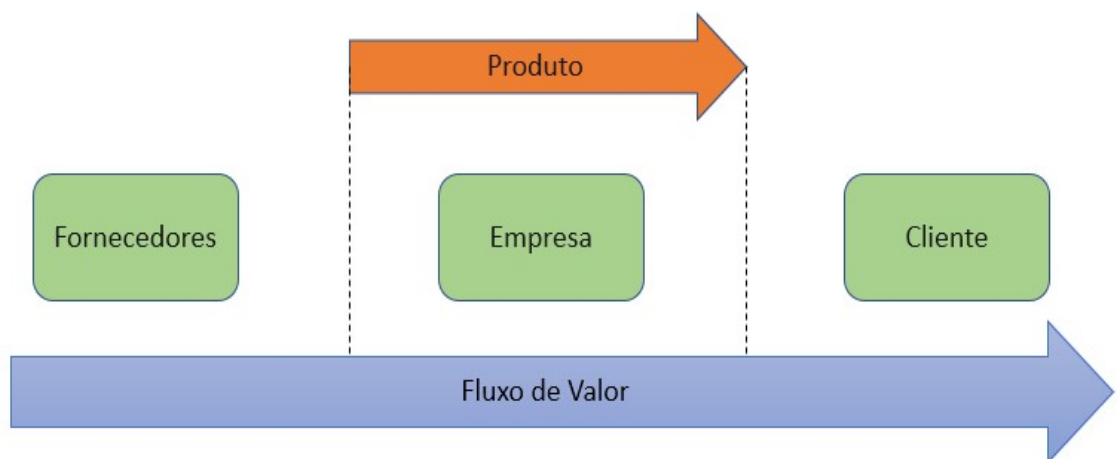 Produto
Fornecedores
Empresa
Cliente
Fluxo de Valor